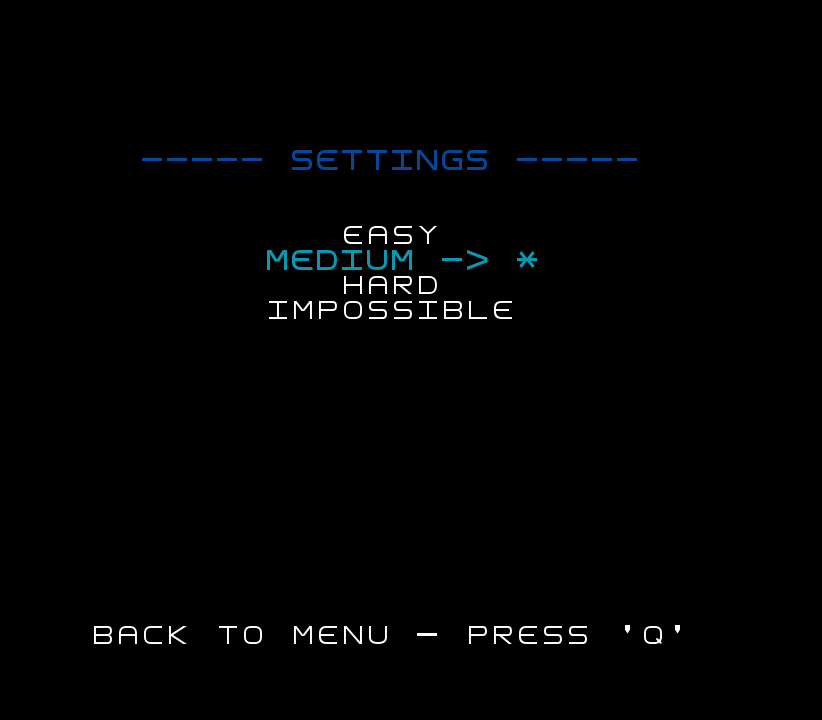 ----- SETTINGS -----
EASY
MEDIUM -> *
HARD
IMPOSSIBLE
BACK TO MENU - PRESS 'Q'